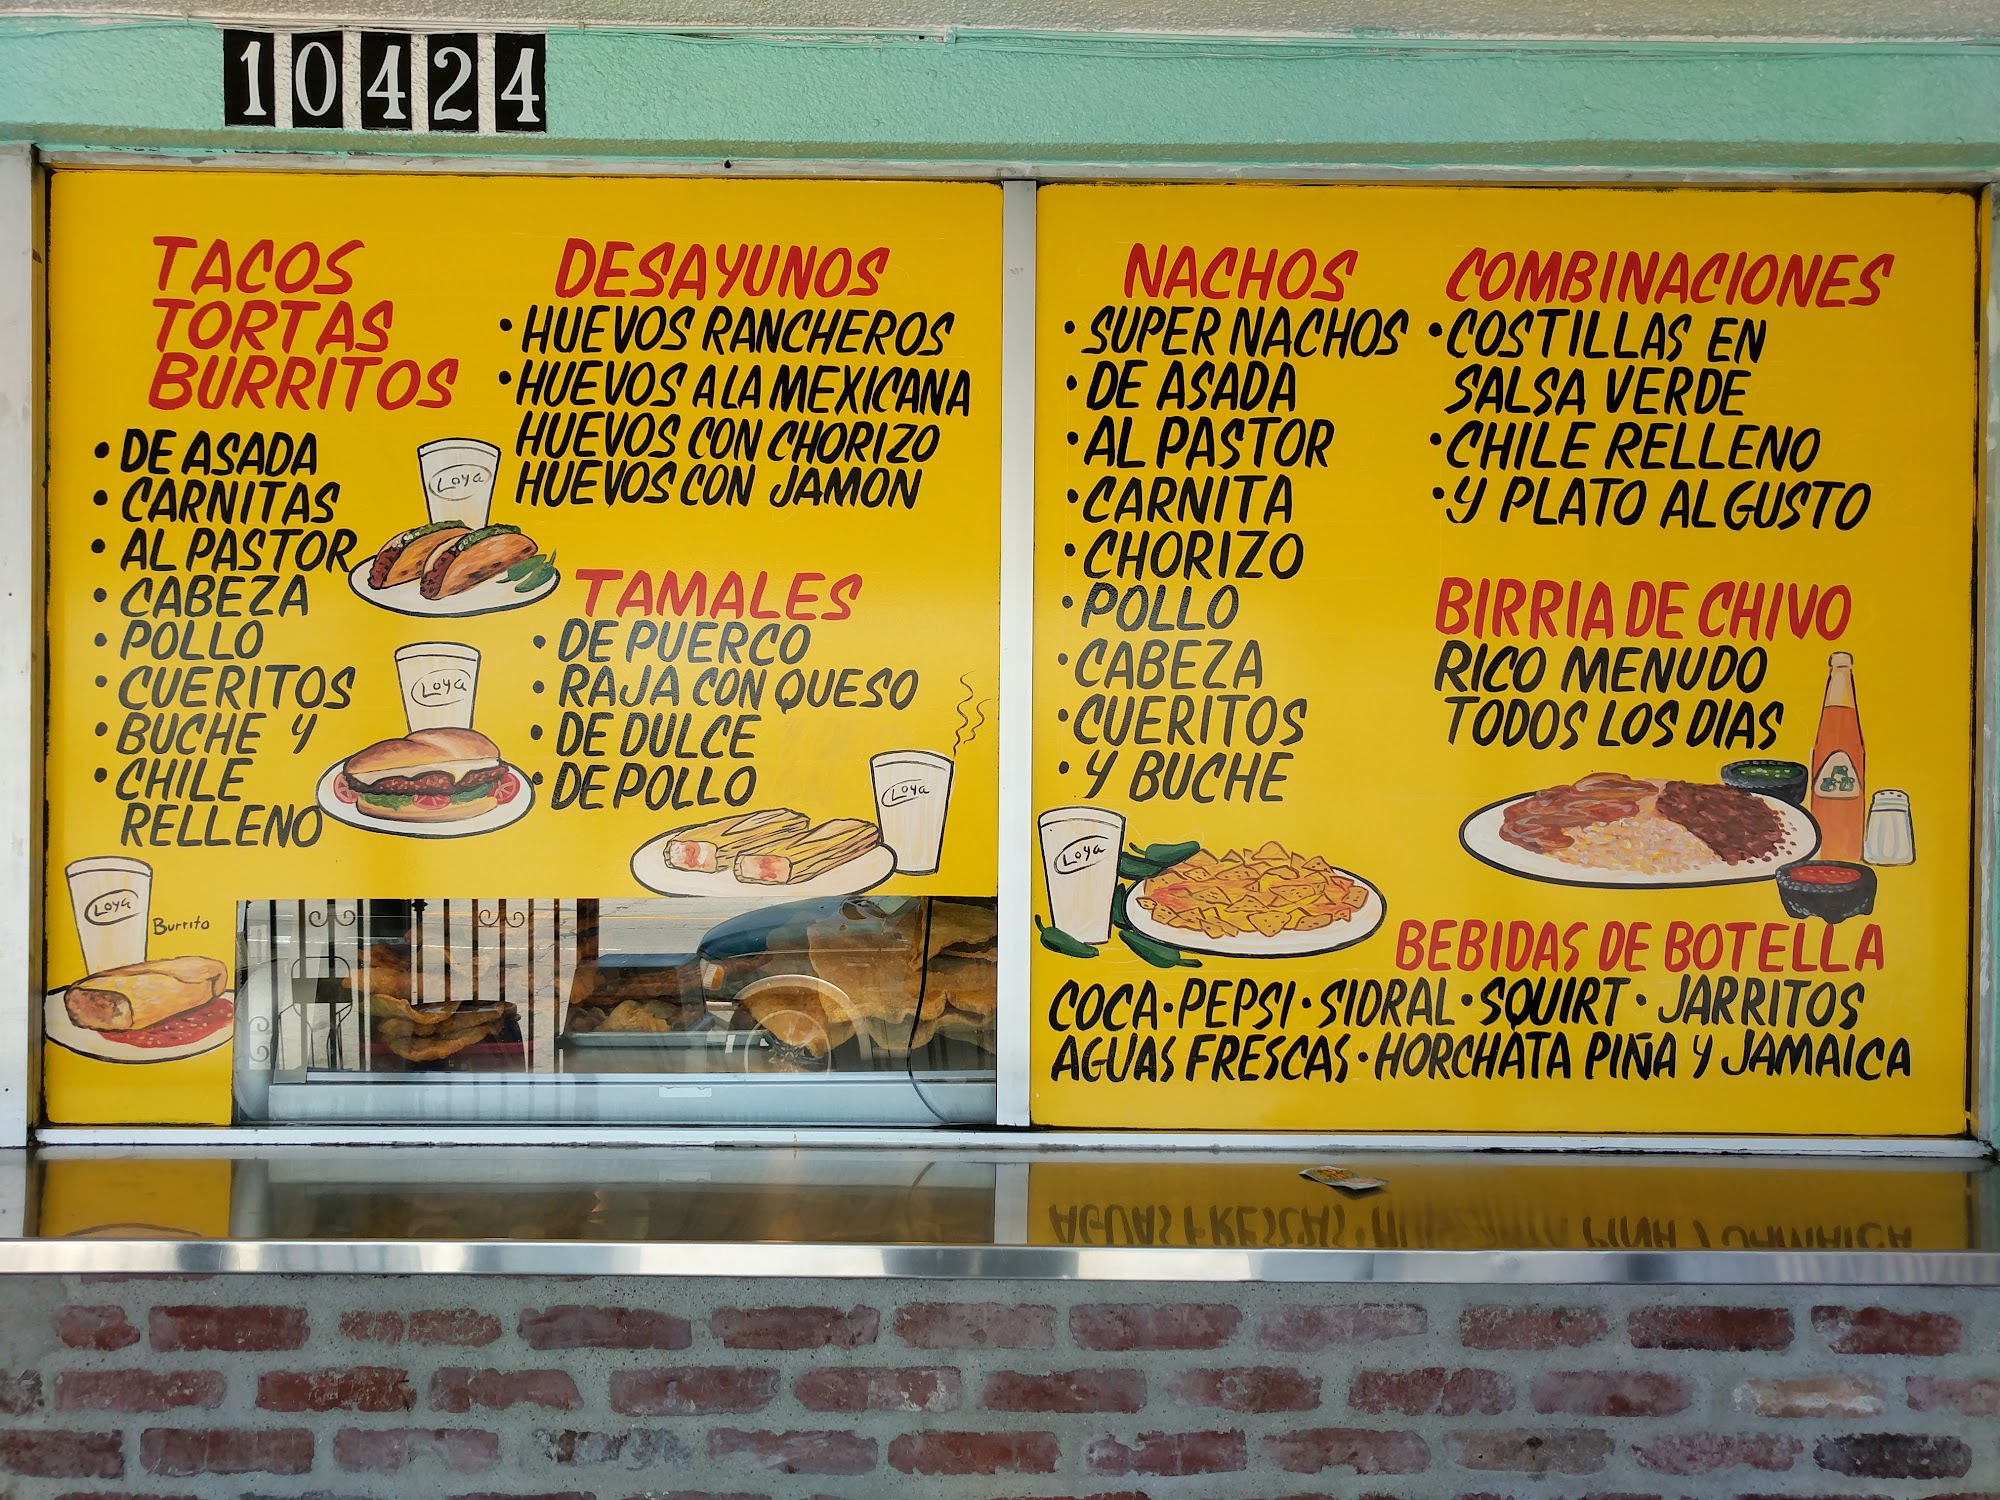 10424
TACOS
TORTAS
BURRITOS
• DE ASADA
• CARNITAS
• AL PASTOR
• CABEZA
• POLLO
• CUERITOS
• BUCHE Y
• CHILE
RELLENO
Loya
Loya
Loya
Burrito
DESAYUNOS
• HUEVOS RANCHEROS
• HUEVOS A LA MEXICANA
HUEVOS CON CHORIZO
HUEVOS CON JAMON
TAMALES
• DE PUERCO
• RAJA CON QUESO
• DE DULCE
• DE POLLO
Loya
NACHOS
• SUPER NACHOS
• DE ASADA
• AL PASTOR
• CARNITA
• CHORIZO
• POLLO
• CABEZA
• CUERITOS
• Y BUCHE
Loya
COMBINACIONES
• COSTILLAS EN
SALSA VERDE
• CHILE RELLENO
• Y PLATO AL GUSTO
BIRRIA DE CHIVO
RICO MENUDO
TODOS LOS DIAS
BEBIDAS DE BOTELLA
COCA • PEPSI • SIDRAL • SQUIRT • JARRITOS
AGUAS FRESCAS • HORCHATA PIÑA Y JAMAICA